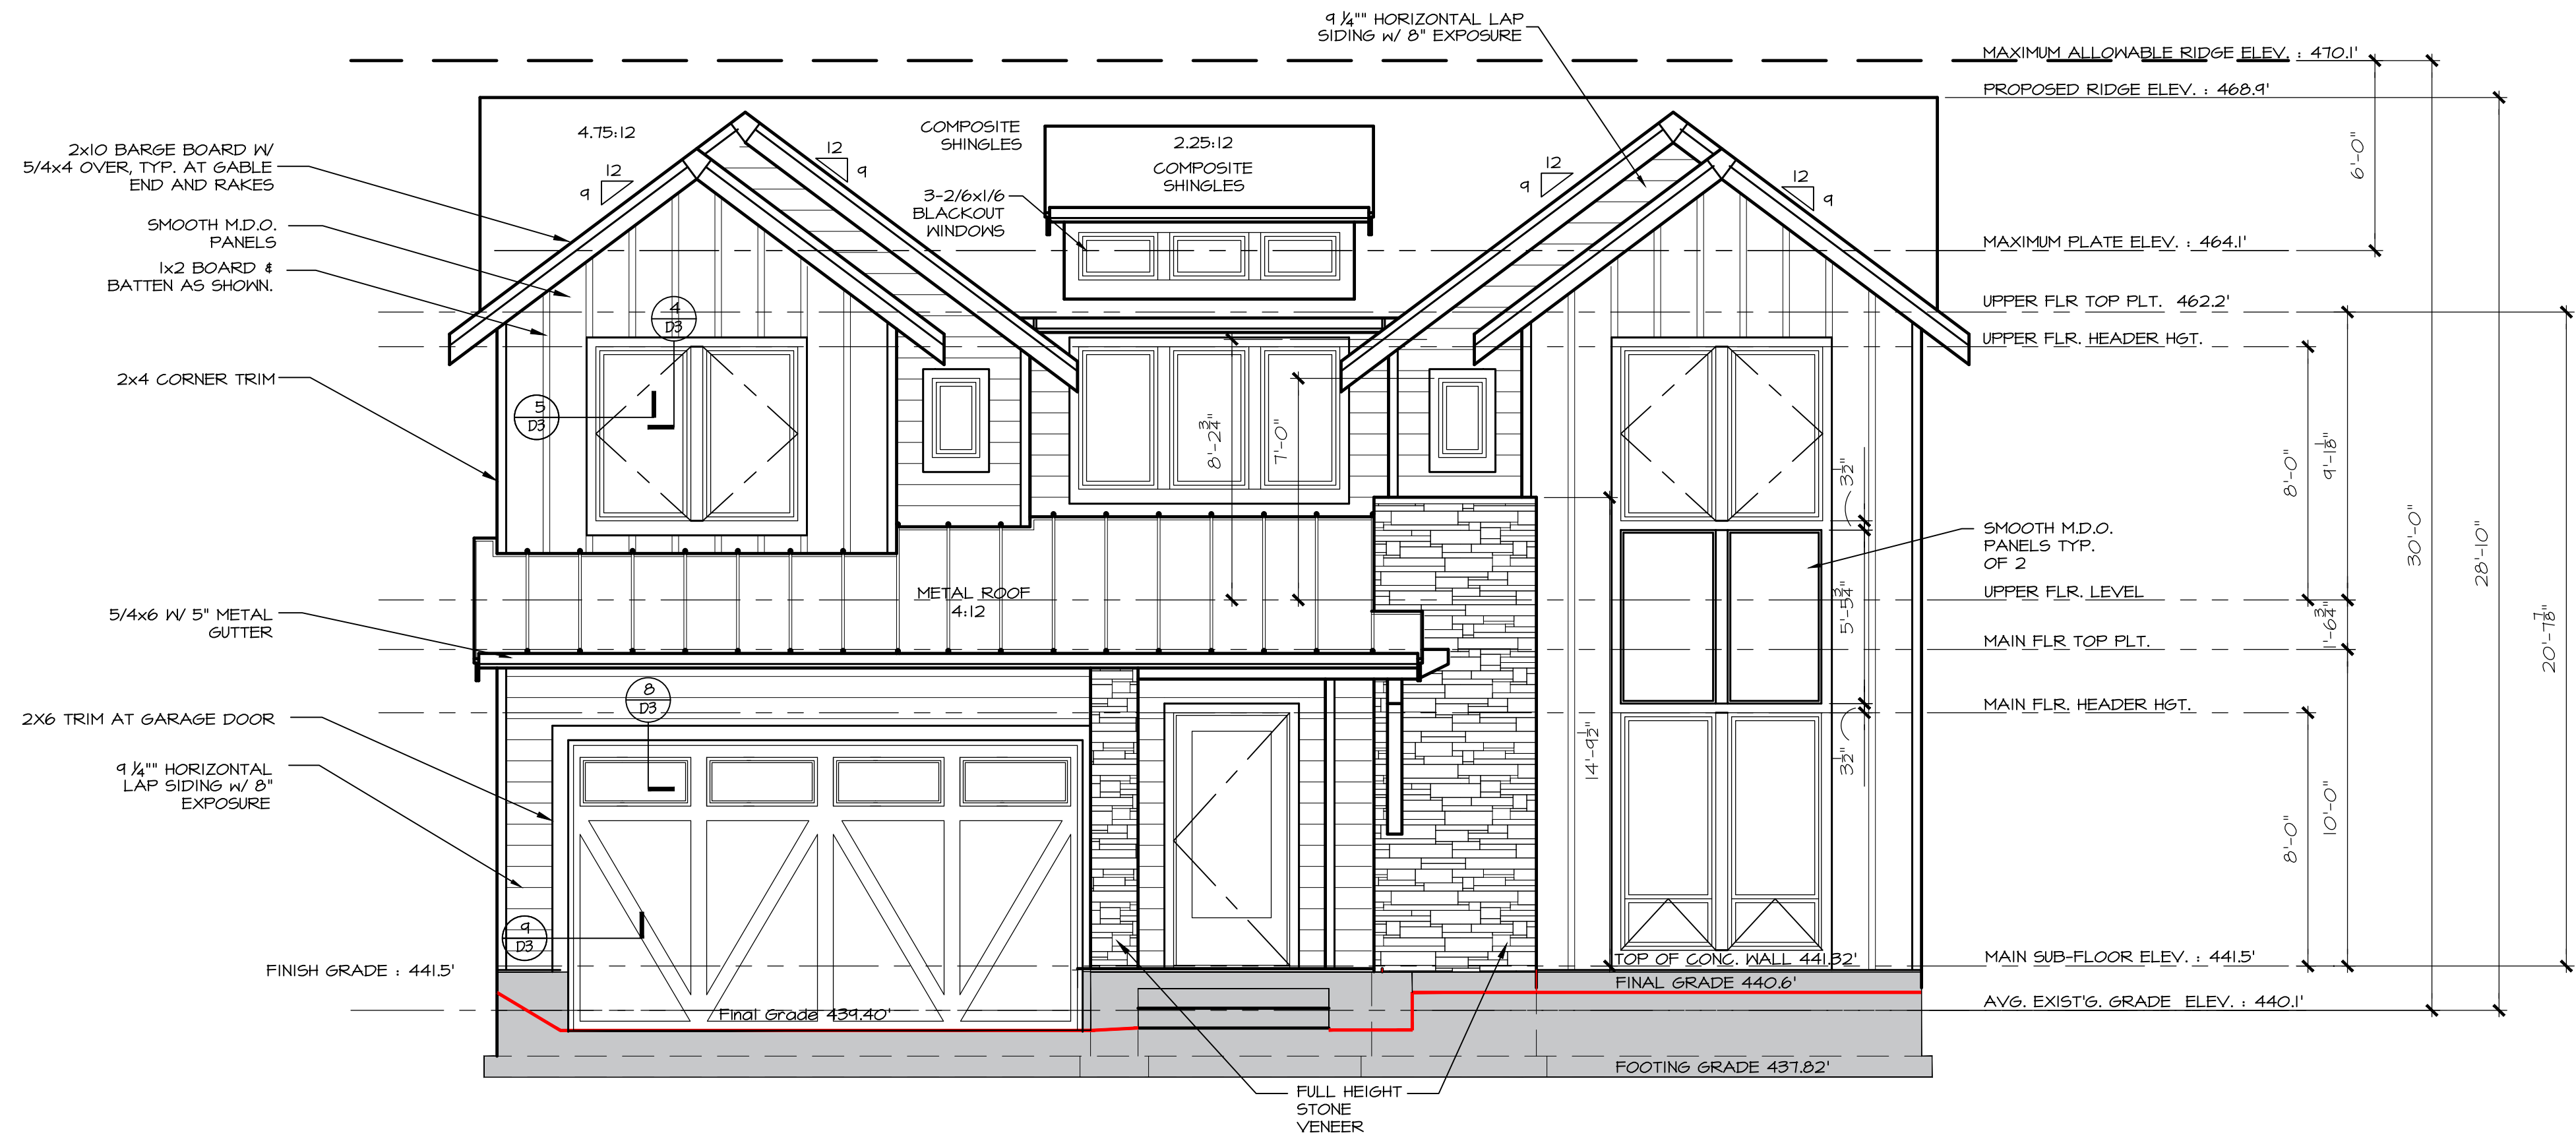 9 ¼"" HORIZONTAL LAP
SIDING W/ 8" EXPOSURE
MAXIMUM ALLOWABLE RIDGE ELEV. : 470.1'
PROPOSED RIDGE ELEV. : 468.9'
4.75:12
COMPOSITE
SHINGLES
2.25:12
COMPOSITE
SHINGLES
2x10 BARGE BOARD W/
5/4x4 OVER, TYP. AT GABLE
END AND RAKES
12
9
12
9
12
9
12
9
6'-0"
3-2/6x1/6
BLACKOUT
WINDOWS
SMOOTH M.D.O.
PANELS
MAXIMUM PLATE ELEV. : 464.1'
1x2 BOARD &
BATTEN AS SHOWN.
UPPER FLR TOP PLT. 462.2'
4
D3
UPPER FLR. HEADER HGT.
2x4 CORNER TRIM
5
D3
8'-2¾"
7'-0"
3½"
8'-0"
9'-1⅛"
30'-0"
28'-10"
SMOOTH M.D.O.
PANELS TYP.
OF 2
METAL ROOF
4:12
5'-5¾"
UPPER FLR. LEVEL
1'-6¾"
20'-7⅞"
5/4x6 W/ 5" METAL
GUTTER
MAIN FLR TOP PLT.
8
D3
MAIN FLR. HEADER HGT.
2X6 TRIM AT GARAGE DOOR
14'-9½"
3½"
9 ¼"" HORIZONTAL
LAP SIDING W/ 8"
EXPOSURE
8'-0"
10'-0"
9
D3
FINISH GRADE : 441.5'
TOP OF CONC. WALL 441.32'
MAIN SUB-FLOOR ELEV. : 441.5'
FINAL GRADE 440.6'
AVG. EXIST'G. GRADE ELEV. : 440.1'
Final Grade 439.40'
FOOTING GRADE 437.82'
FULL HEIGHT
STONE
VENEER